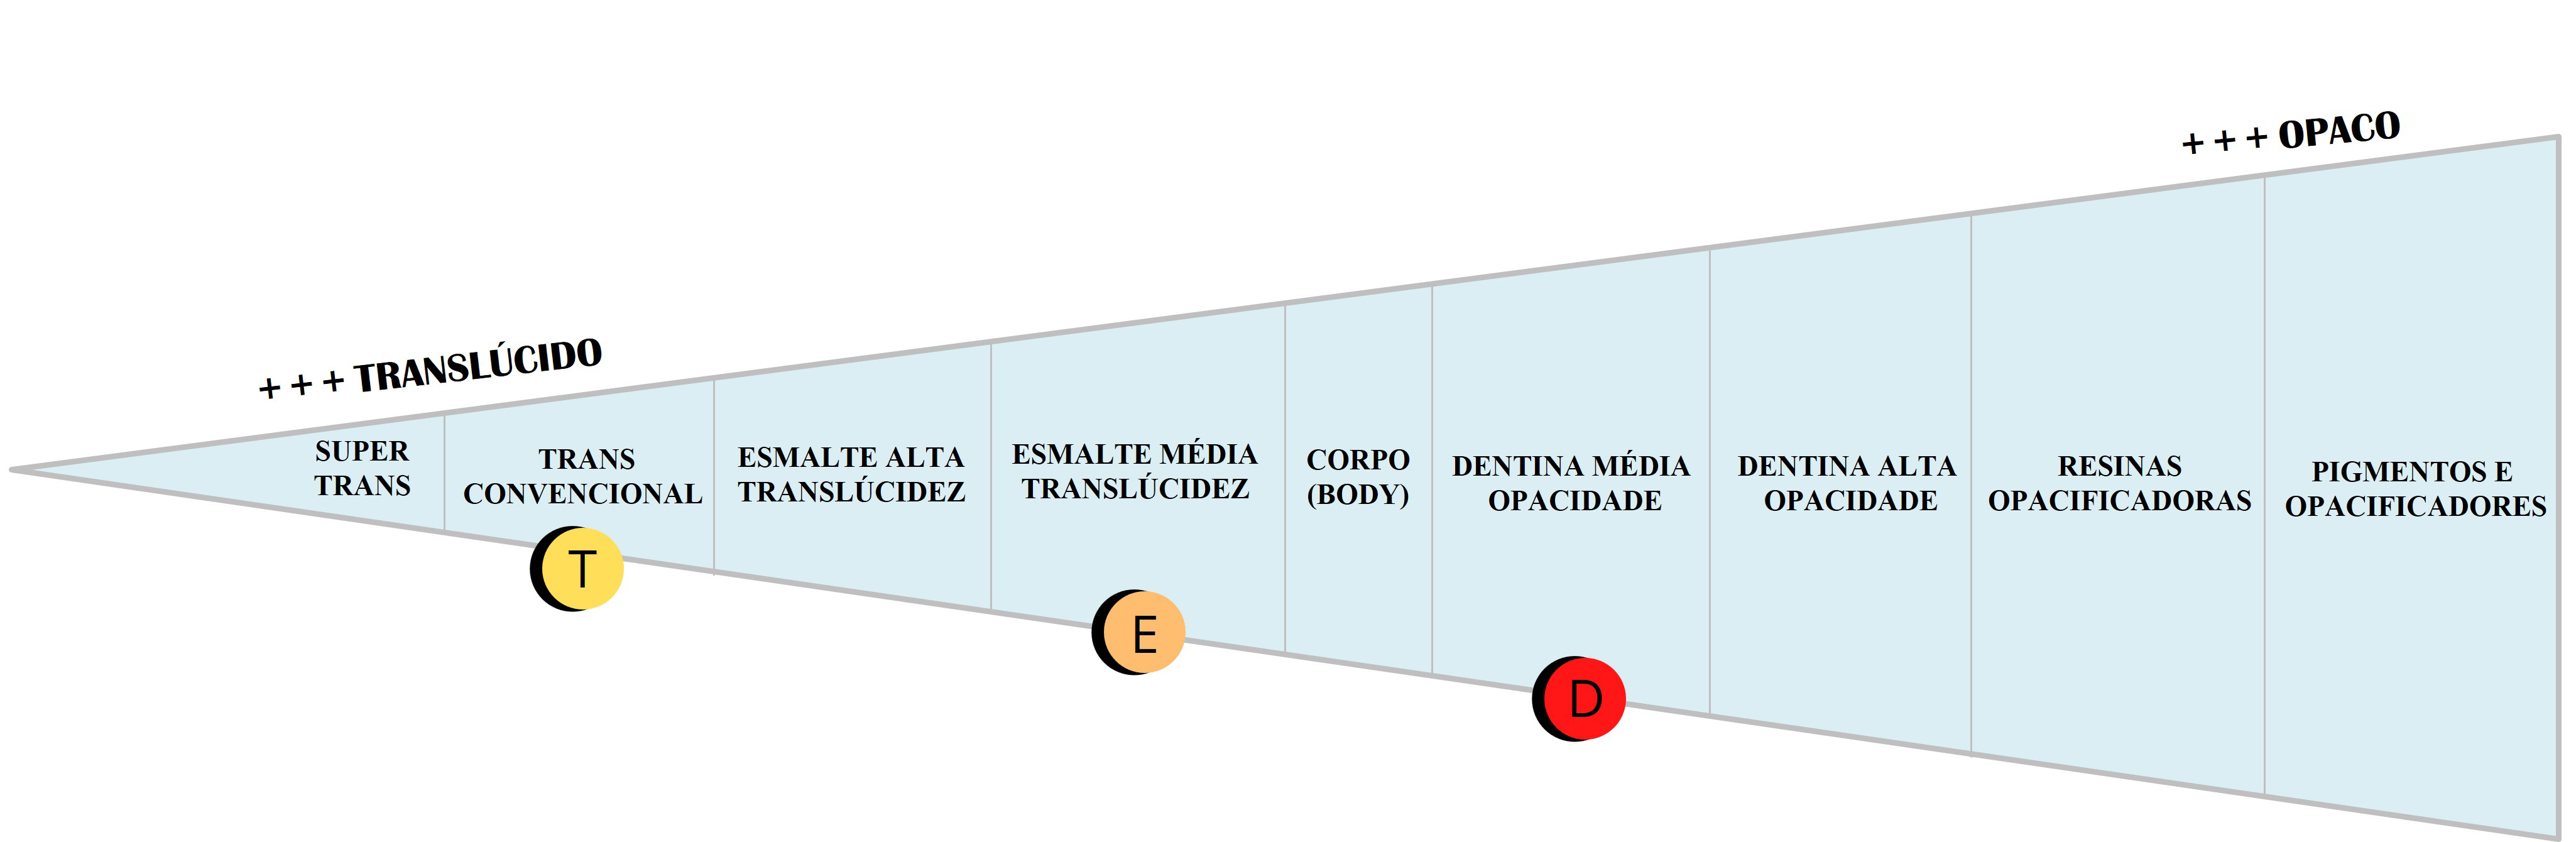 + + + OPACO
+ + + TRANSLÚCIDO
SUPER
TRANS
TRANS
CONVENCIONAL
ESMALTE ALTA
TRANSLÚCIDEZ
ESMALTE MÉDIA
TRANSLÚCIDEZ
CORPO
(BODY)
DENTINA MÉDIA
OPACIDADE
DENTINA ALTA
OPACIDADE
RESINAS
OPACIFICADORAS
PIGMENTOS E
OPACIFICADORES
T
E
D